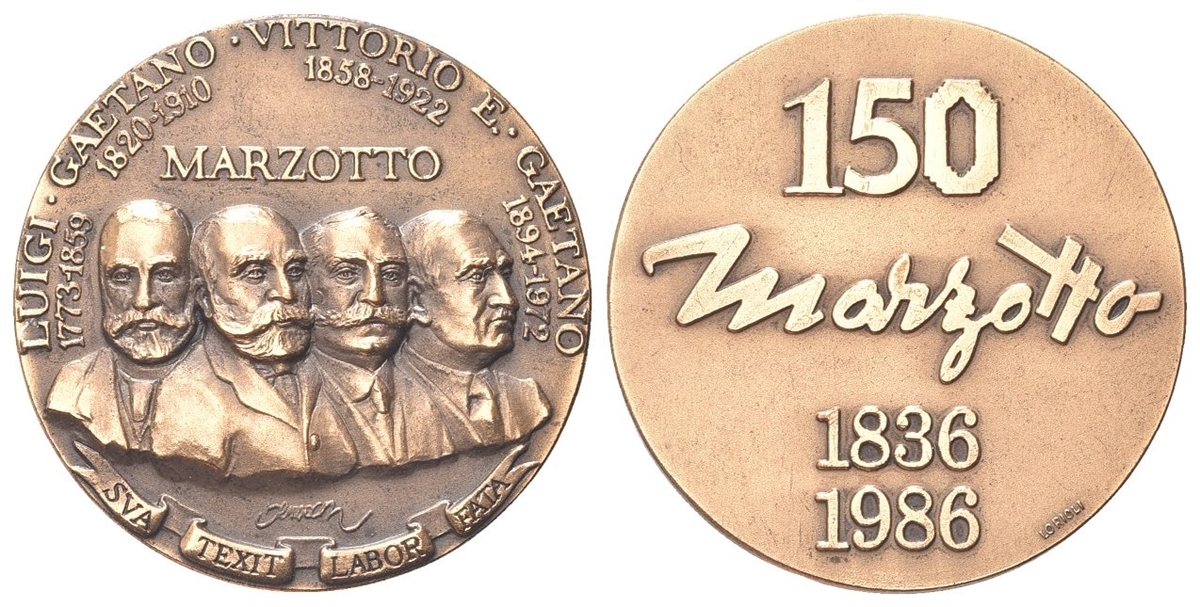 LUIGI · GAETANO · VITTORIO E. · GAETANO
1773-1859
1820-1910
1858-1922
1894-1972
MARZOTTO
SVA TEXIT LABOR FATA
150
Marzotto
1836
1986
LORIOLI